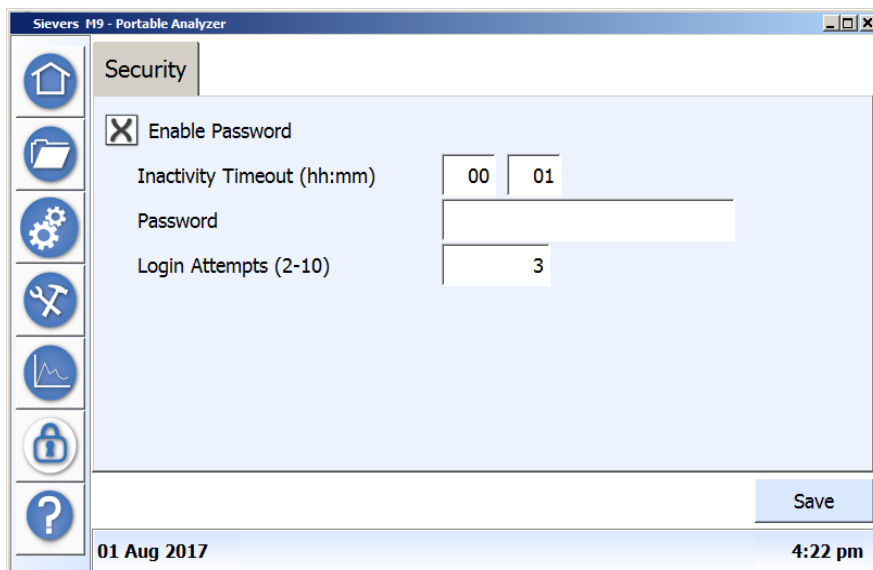 Sievers M9 - Portable Analyzer
Security
Enable Password
Inactivity Timeout (hh:mm) 00 01
Password
Login Attempts (2-10) 3
Save
01 Aug 2017 4:22 pm